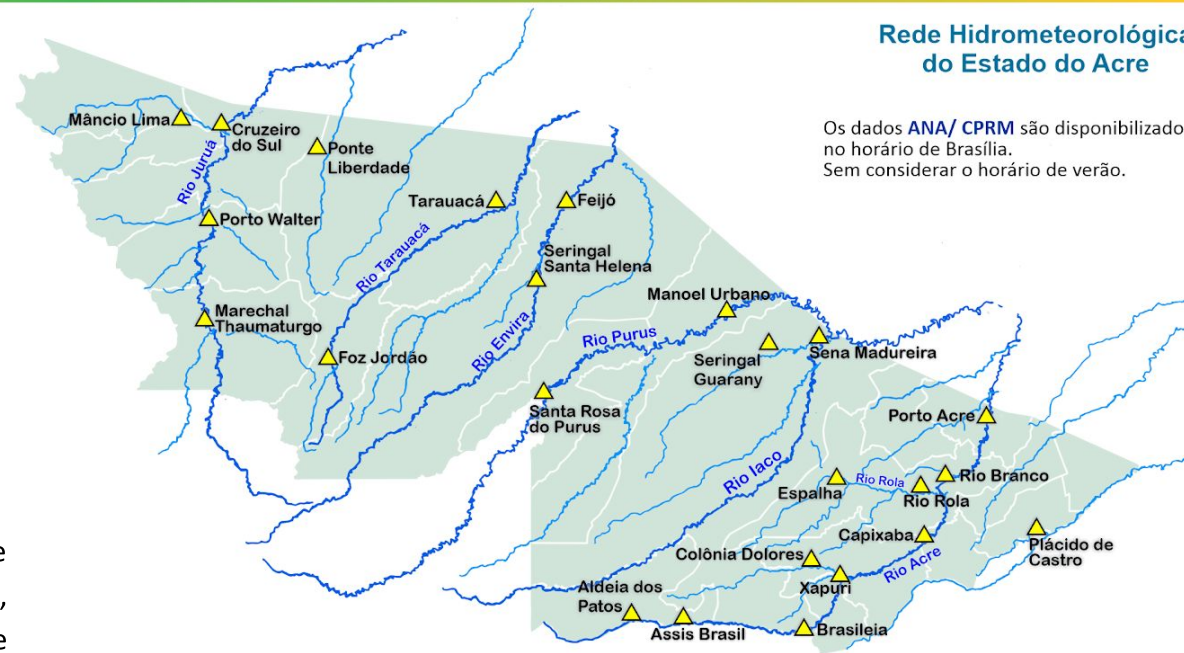 Rede Hidrometeorológica
do Estado do Acre
Os dados ANA/ CPRM são disponibilizado
no horário de Brasília.
Sem considerar o horário de verão.
Mâncio Lima
Cruzeiro
do Sul
Ponte
Liberdade
Rio Juruá
Tarauacá
Feijó
Porto Walter
Rio Tarauacá
Seringal
Santa Helena
Manoel Urbano
Marechal
Thaumaturgo
Rio Envira
Rio Purus
Foz Jordão
Seringal
Guarany
Sena Madureira
Santa Rosa
do Purus
Porto Acre
Rio Iaco
Espalha
Rio Rola
Rio Rola
Rio Branco
Capixaba
Plácido de
Castro
Colônia Dolores
Rio Acre
Xapuri
Aldeia dos
Patos
Assis Brasil
Brasileia
e
,
e